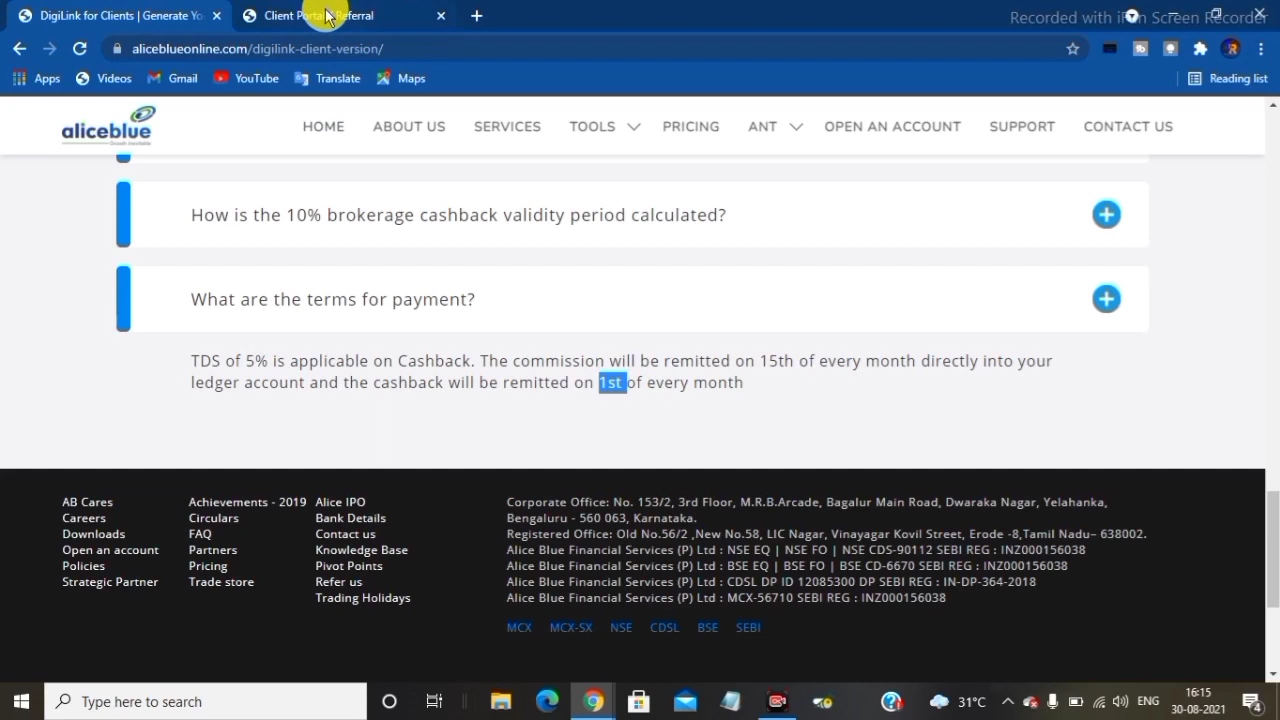 DigiLink for Clients | Generate Yo
Client Porta Referral
Recorded with iFun Screen Recorder
aliceblueonline.com/digilink-client-version/
Apps Videos Gmail YouTube Translate Maps Reading list
aliceblue
HOME ABOUT US SERVICES TOOLS PRICING ANT OPEN AN ACCOUNT SUPPORT CONTACT US
How is the 10% brokerage cashback validity period calculated?
What are the terms for payment?
TDS of 5% is applicable on Cashback. The commission will be remitted on 15th of every month directly into your
ledger account and the cashback will be remitted on 1st of every month
AB Cares
Careers
Downloads
Open an account
Policies
Strategic Partner
Achievements - 2019
Circulars
FAQ
Partners
Pricing
Trade store
Alice IPO
Bank Details
Contact us
Knowledge Base
Pivot Points
Refer us
Trading Holidays
Corporate Office: No. 153/2, 3rd Floor, M.R.B.Arcade, Bagalur Main Road, Dwaraka Nagar, Yelahanka,
Bengaluru - 560 063, Karnataka.
Registered Office: Old No.56/2 ,New No.58, LIC Nagar, Vinayagar Kovil Street, Erode -8,Tamil Nadu– 638002.
Alice Blue Financial Services (P) Ltd : NSE EQ | NSE FO | NSE CDS-90112 SEBI REG : INZ000156038
Alice Blue Financial Services (P) Ltd : BSE EQ | BSE FO | BSE CD-6670 SEBI REG : INZ000156038
Alice Blue Financial Services (P) Ltd : CDSL DP ID 12085300 DP SEBI REG : IN-DP-364-2018
Alice Blue Financial Services (P) Ltd : MCX-56710 SEBI REG : INZ000156038
MCX MCX-SX NSE CDSL BSE SEBI
Type here to search
31°C
ENG
16:15
30-08-2021
4